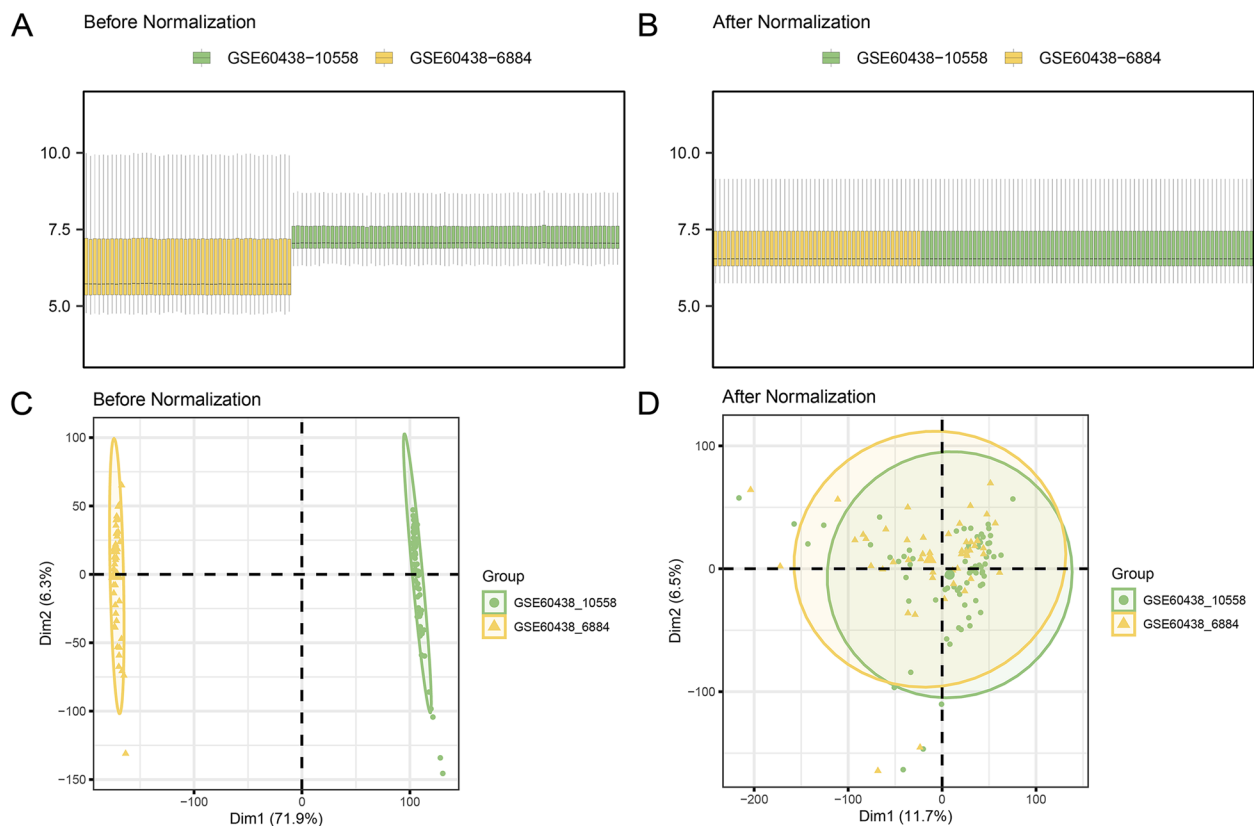 A
Before Normalization
GSE60438−10558
GSE60438−6884
10.0
7.5
5.0
B
After Normalization
GSE60438−10558
GSE60438−6884
10.0
7.5
5.0
C
Before Normalization
100
50
0
−50
−100
−150
Dim2 (6.3%)
−100
0
100
Dim1 (71.9%)
Group
GSE60438_10558
GSE60438_6884
D
After Normalization
100
0
−100
Dim2 (6.5%)
−200
−100
0
100
Dim1 (11.7%)
Group
GSE60438_10558
GSE60438_6884